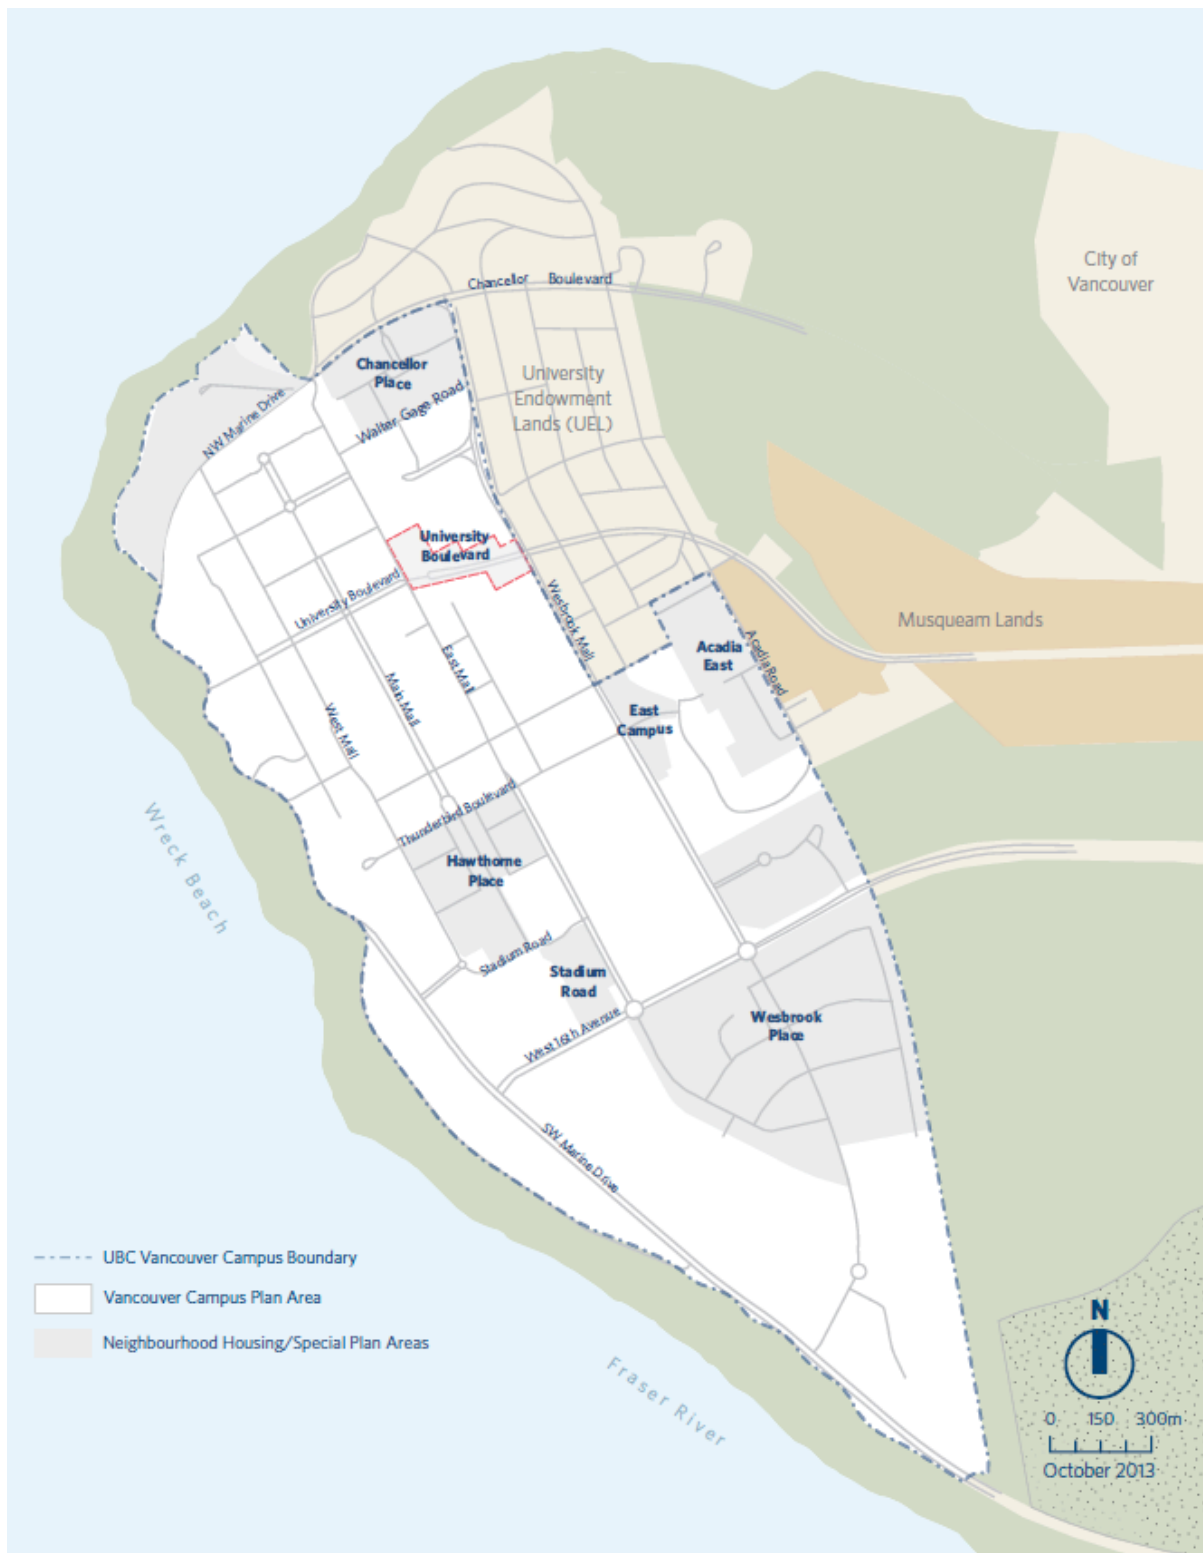 City of
Vancouver
Chancellor Boulevard
Chancellor
Place
University
Endowment
Lands (UEL)
NW Marine Drive
Walter Gage Road
University
Boulevard
University Boulevard
Wesbrook Mall
Musqueam Lands
Acadia
East
Acadia Road
East Mall
Main Mall
West Mall
East
Campus
Thunderbird Boulevard
Wreck Beach
Hawthorne
Place
Stadium Road
Stadium
Road
West 16th Avenue
Wesbrook
Place
SW Marine Drive
UBC Vancouver Campus Boundary
Vancouver Campus Plan Area
Neighbourhood Housing/Special Plan Areas
Fraser River
N
0 150 300m
October 2013